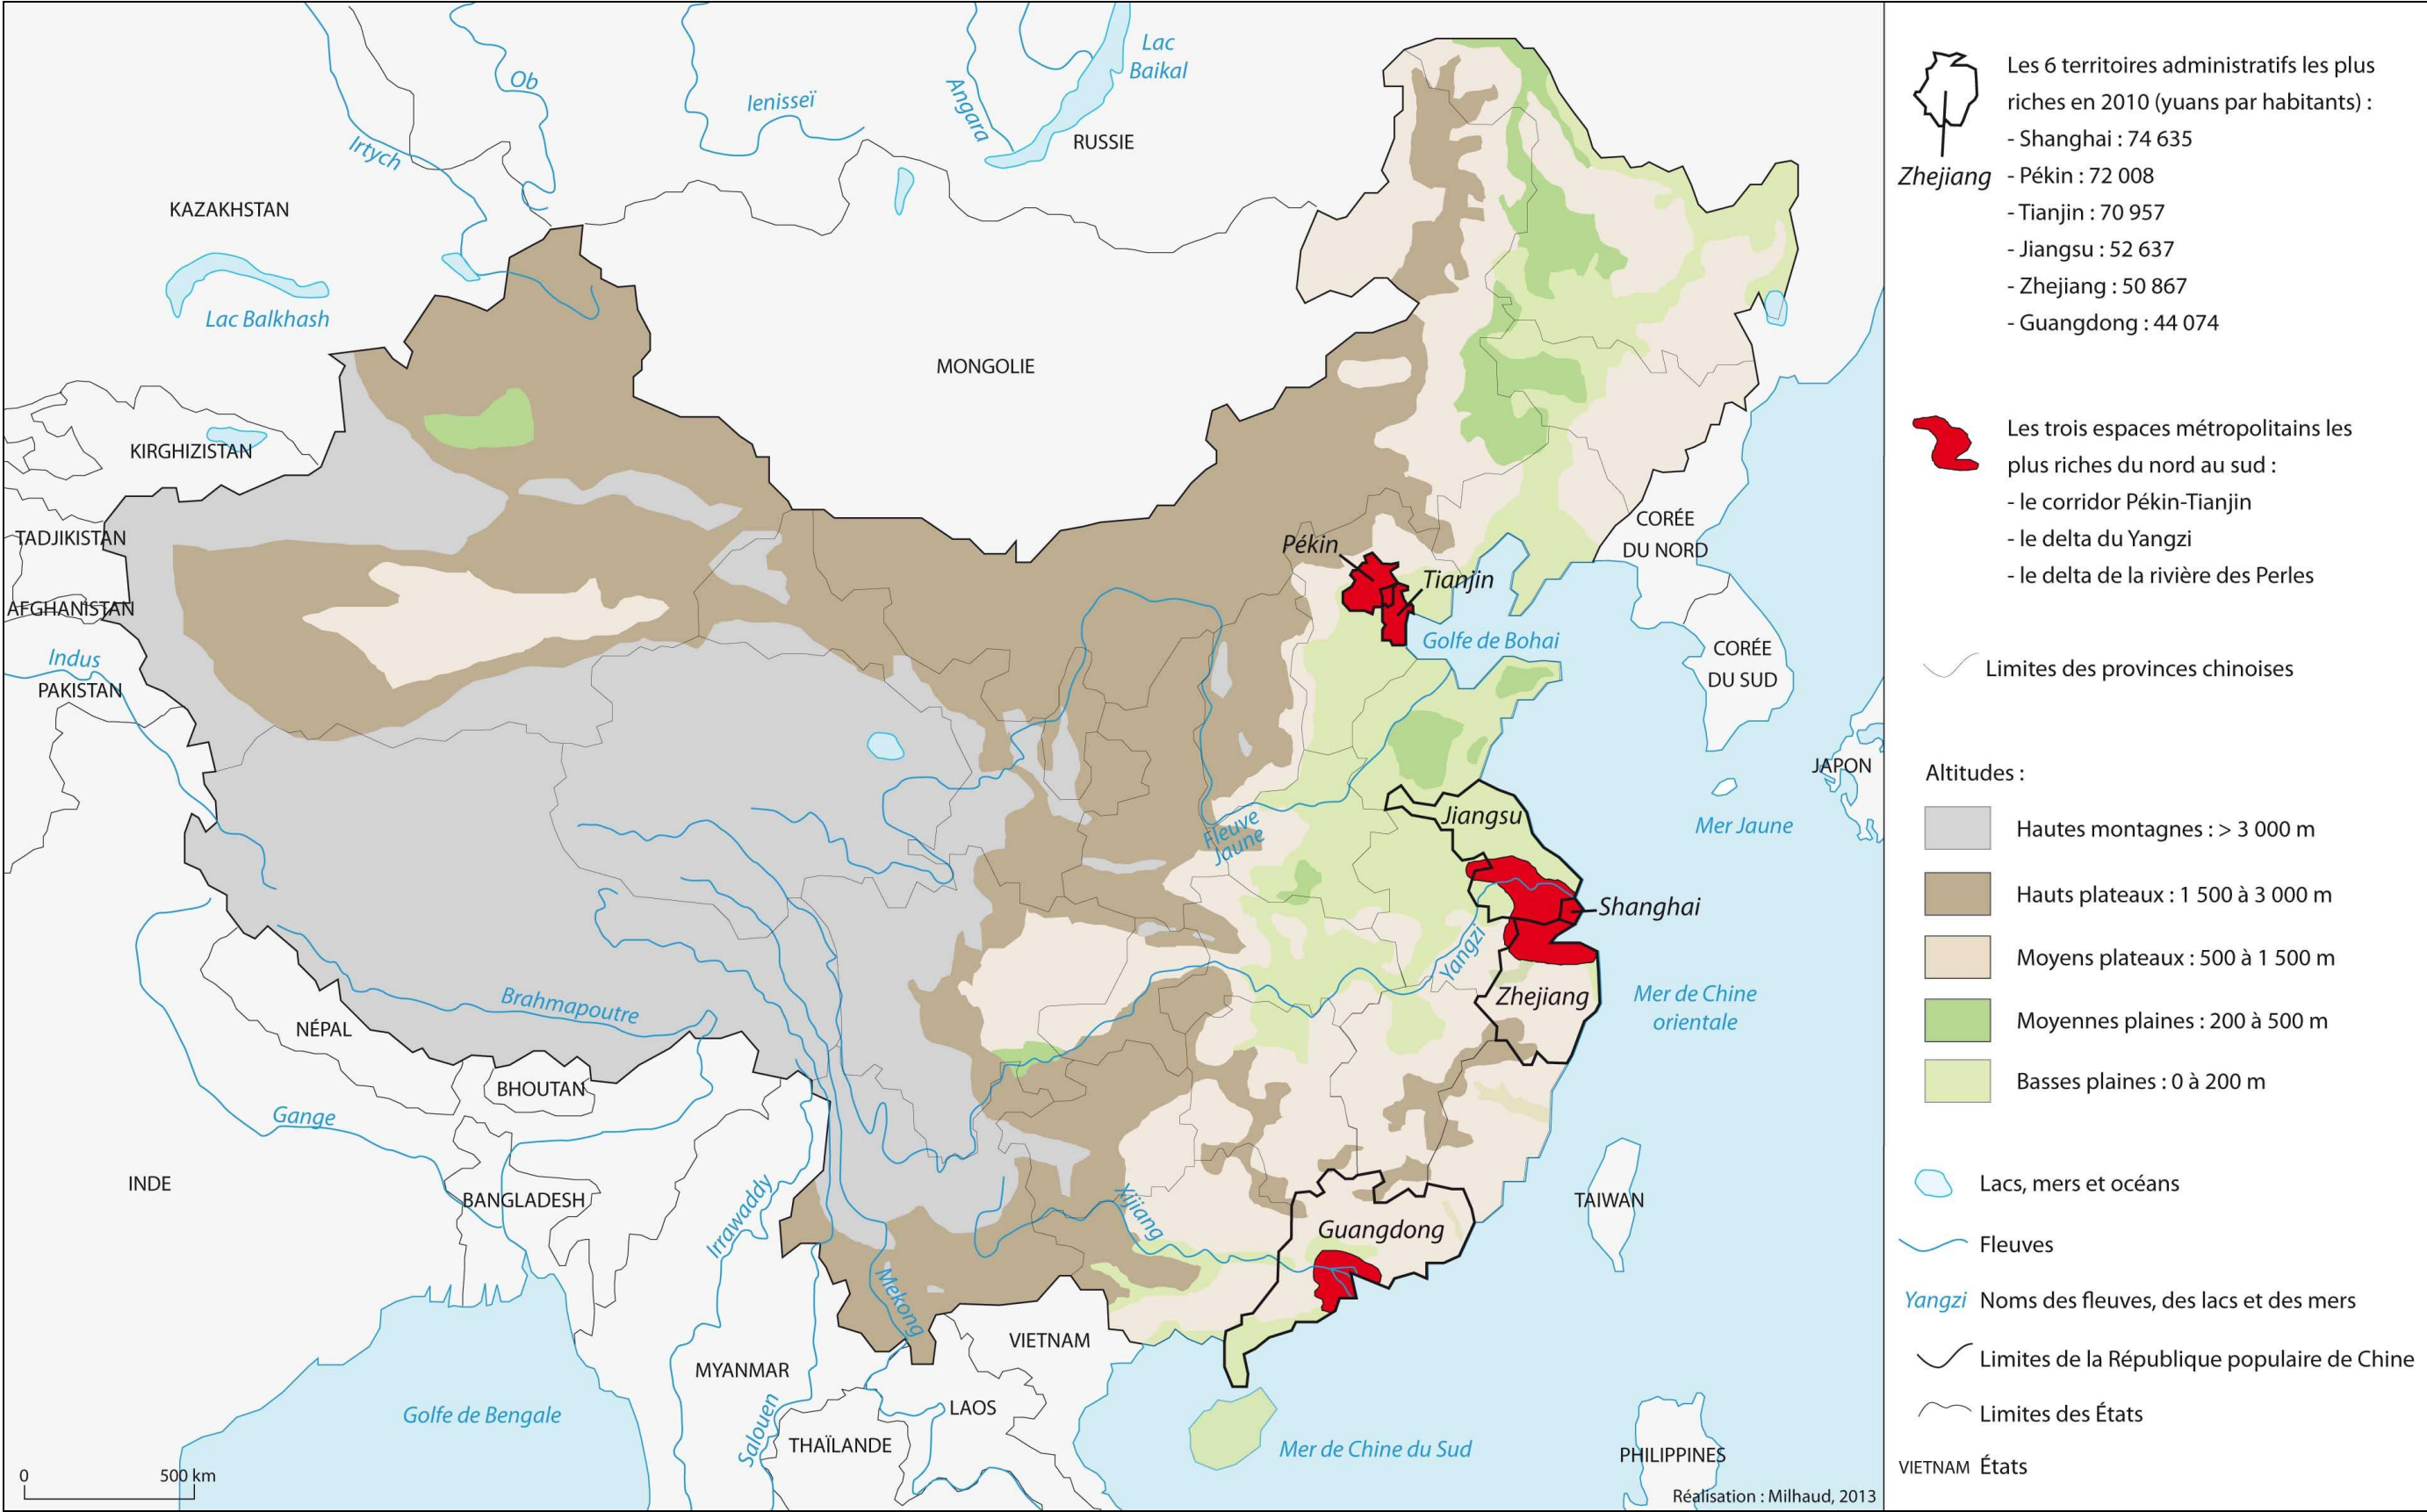 Lac
Baikal
Ob
Ienisseï
Angara
RUSSIE
Irtych
KAZAKHSTAN
Lac Balkhash
MONGOLIE
KIRGHIZISTAN
CORÉE
DU NORD
TADJIKISTAN
Pékin
Tianjin
AFGHANISTAN
Golfe de Bohai
CORÉE
DU SUD
Indus
PAKISTAN
JAPON
Jiangsu
Mer Jaune
Fleuve
Jaune
Shanghai
Yangzi
Zhejiang
Mer de Chine
orientale
Brahmapoutre
NÉPAL
BHOUTAN
Gange
INDE
BANGLADESH
Irrawaddy
Xijiang
TAIWAN
Guangdong
Mekong
VIETNAM
MYANMAR
LAOS
Golfe de Bengale
Salouen
THAÏLANDE
Mer de Chine du Sud
PHILIPPINES
0 500 km
Réalisation : Milhaud, 2013
Les 6 territoires administratifs les plus
riches en 2010 (yuans par habitants) :
- Shanghai : 74 635
Zhejiang - Pékin : 72 008
- Tianjin : 70 957
- Jiangsu : 52 637
- Zhejiang : 50 867
- Guangdong : 44 074
Les trois espaces métropolitains les
plus riches du nord au sud :
- le corridor Pékin-Tianjin
- le delta du Yangzi
- le delta de la rivière des Perles
Limites des provinces chinoises
Altitudes :
Hautes montagnes : > 3 000 m
Hauts plateaux : 1 500 à 3 000 m
Moyens plateaux : 500 à 1 500 m
Moyennes plaines : 200 à 500 m
Basses plaines : 0 à 200 m
Lacs, mers et océans
Fleuves
Yangzi Noms des fleuves, des lacs et des mers
Limites de la République populaire de Chine
Limites des États
VIETNAM États